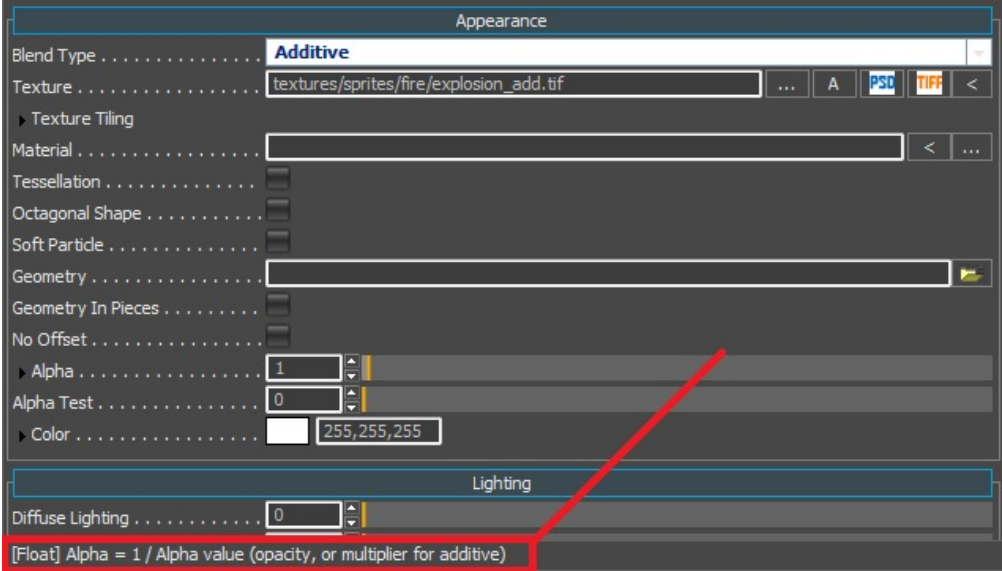 Appearance
Blend Type . . . . . . . . . . . . . . . Additive
Texture . . . . . . . . . . . . . . . . . textures/sprites/fire/explosion_add.tif ... A PSD TIFF <
Texture Tiling
Material . . . . . . . . . . . . . . . . . < ...
Tessellation . . . . . . . . . . . . . .
Octagonal Shape . . . . . . . . . . .
Soft Particle . . . . . . . . . . . . . .
Geometry . . . . . . . . . . . . . . . .
Geometry In Pieces . . . . . . . . .
No Offset . . . . . . . . . . . . . . . .
Alpha . . . . . . . . . . . . . . . . . 1
Alpha Test . . . . . . . . . . . . . . . 0
Color . . . . . . . . . . . . . . . . . 255,255,255
Lighting
Diffuse Lighting . . . . . . . . . . . . 0
[Float] Alpha = 1 / Alpha value (opacity, or multiplier for additive)